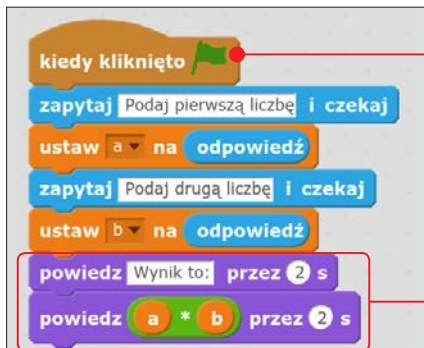 kiedy kliknięto
zapytaj Podaj pierwszą liczbę i czekaj
ustaw a na odpowiedź
zapytaj Podaj drugą liczbę i czekaj
ustaw b na odpowiedź
powiedz Wynik to: przez 2 s
powiedz a * b przez 2 s